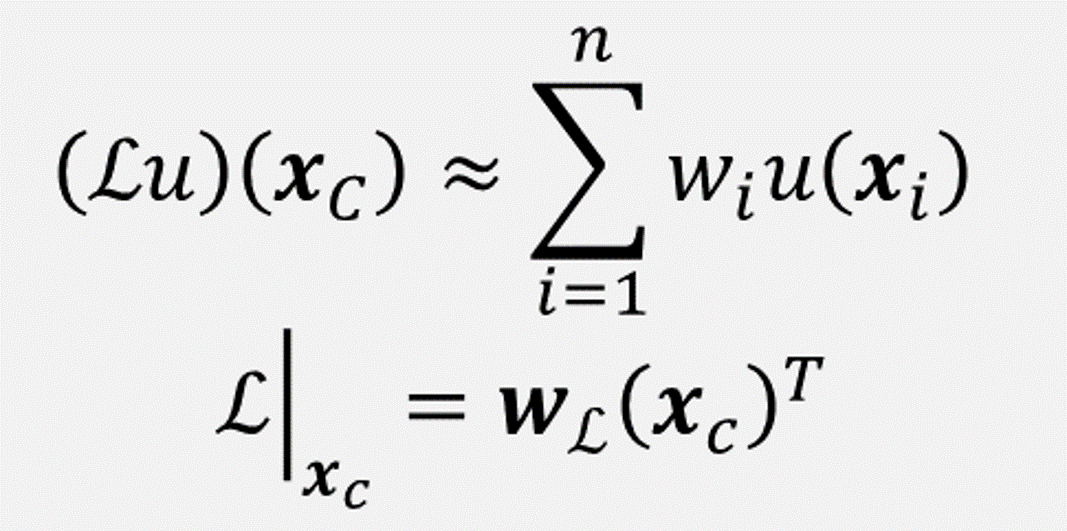 (ℒu)(𝒙_C) ≈ ∑_{i=1}^{n} w_i u(𝒙_i)
ℒ|_{𝒙_c} = 𝒘_ℒ(𝒙_c)^T